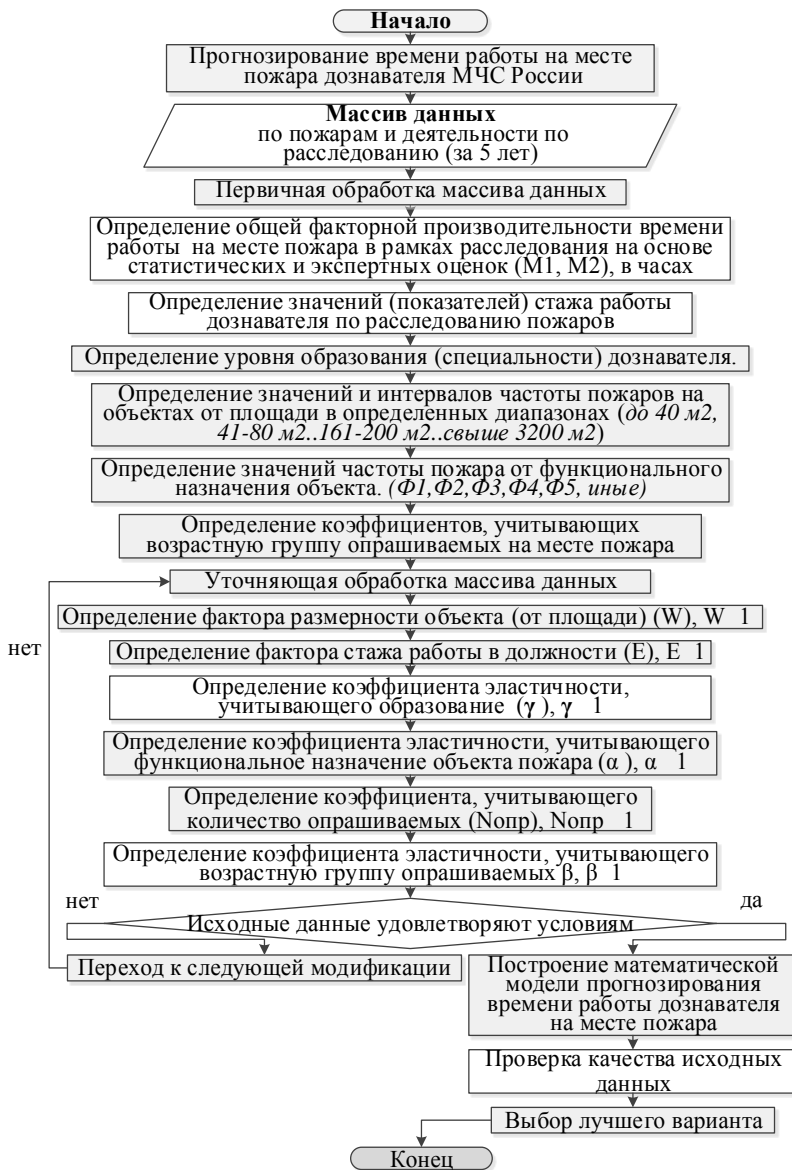 Начало
Прогнозирование времени работы на месте
пожара дознавателя МЧС России
Массив данных
по пожарам и деятельности по
расследованию (за 5 лет)
Первичная обработка массива данных
Определение общей факторной производительности времени
работы на месте пожара в рамках расследования на основе
статистических и экспертных оценок (М1, М2), в часах
Определение значений (показателей) стажа работы
дознавателя по расследованию пожаров
Определение уровня образования (специальности) дознавателя.
Определение значений и интервалов частоты пожаров на
объектах от площади в определенных диапазонах (до 40 м2,
41-80 м2..161-200 м2..свыше 3200 м2)
Определение значений частоты пожара от функционального
назначения объекта. (Ф1,Ф2,Ф3,Ф4,Ф5, иные)
Определение коэффициентов, учитывающих
возрастную группу опрашиваемых на месте пожара
Уточняющая обработка массива данных
Определение фактора размерности объекта (от площади) (W), W 1
нет
Определение фактора стажа работы в должности (E), E 1
Определение коэффициента эластичности,
учитывающего образование (γ ), γ 1
Определение коэффициента эластичности, учитывающего
функциональное назначение объекта пожара (α ), α 1
Определение коэффициента, учитывающего
количество опрашиваемых (Nопр), Nопр 1
Определение коэффициента эластичности, учитывающего
возрастную группу опрашиваемых β, β 1
нет
да
Исходные данные удовлетворяют условиям
Переход к следующей модификации
Построение математической
модели прогнозирования
времени работы дознавателя
на месте пожара
Проверка качества исходных
данных
Выбор лучшего варианта
Конец